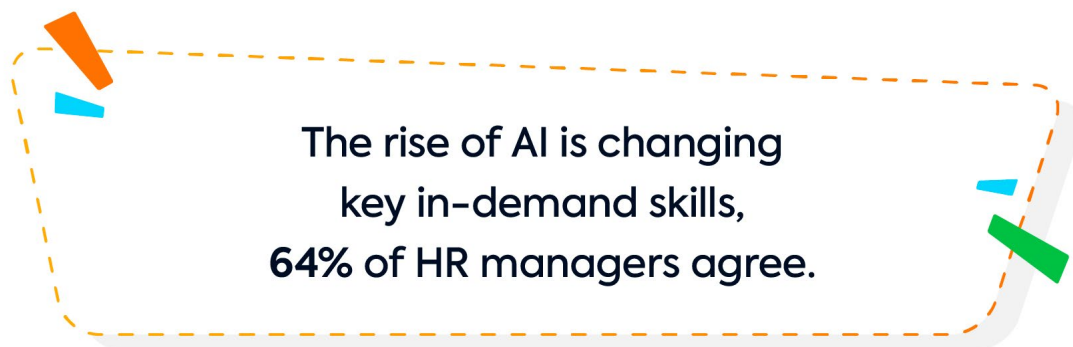 The rise of AI is changing
key in-demand skills,
64% of HR managers agree.